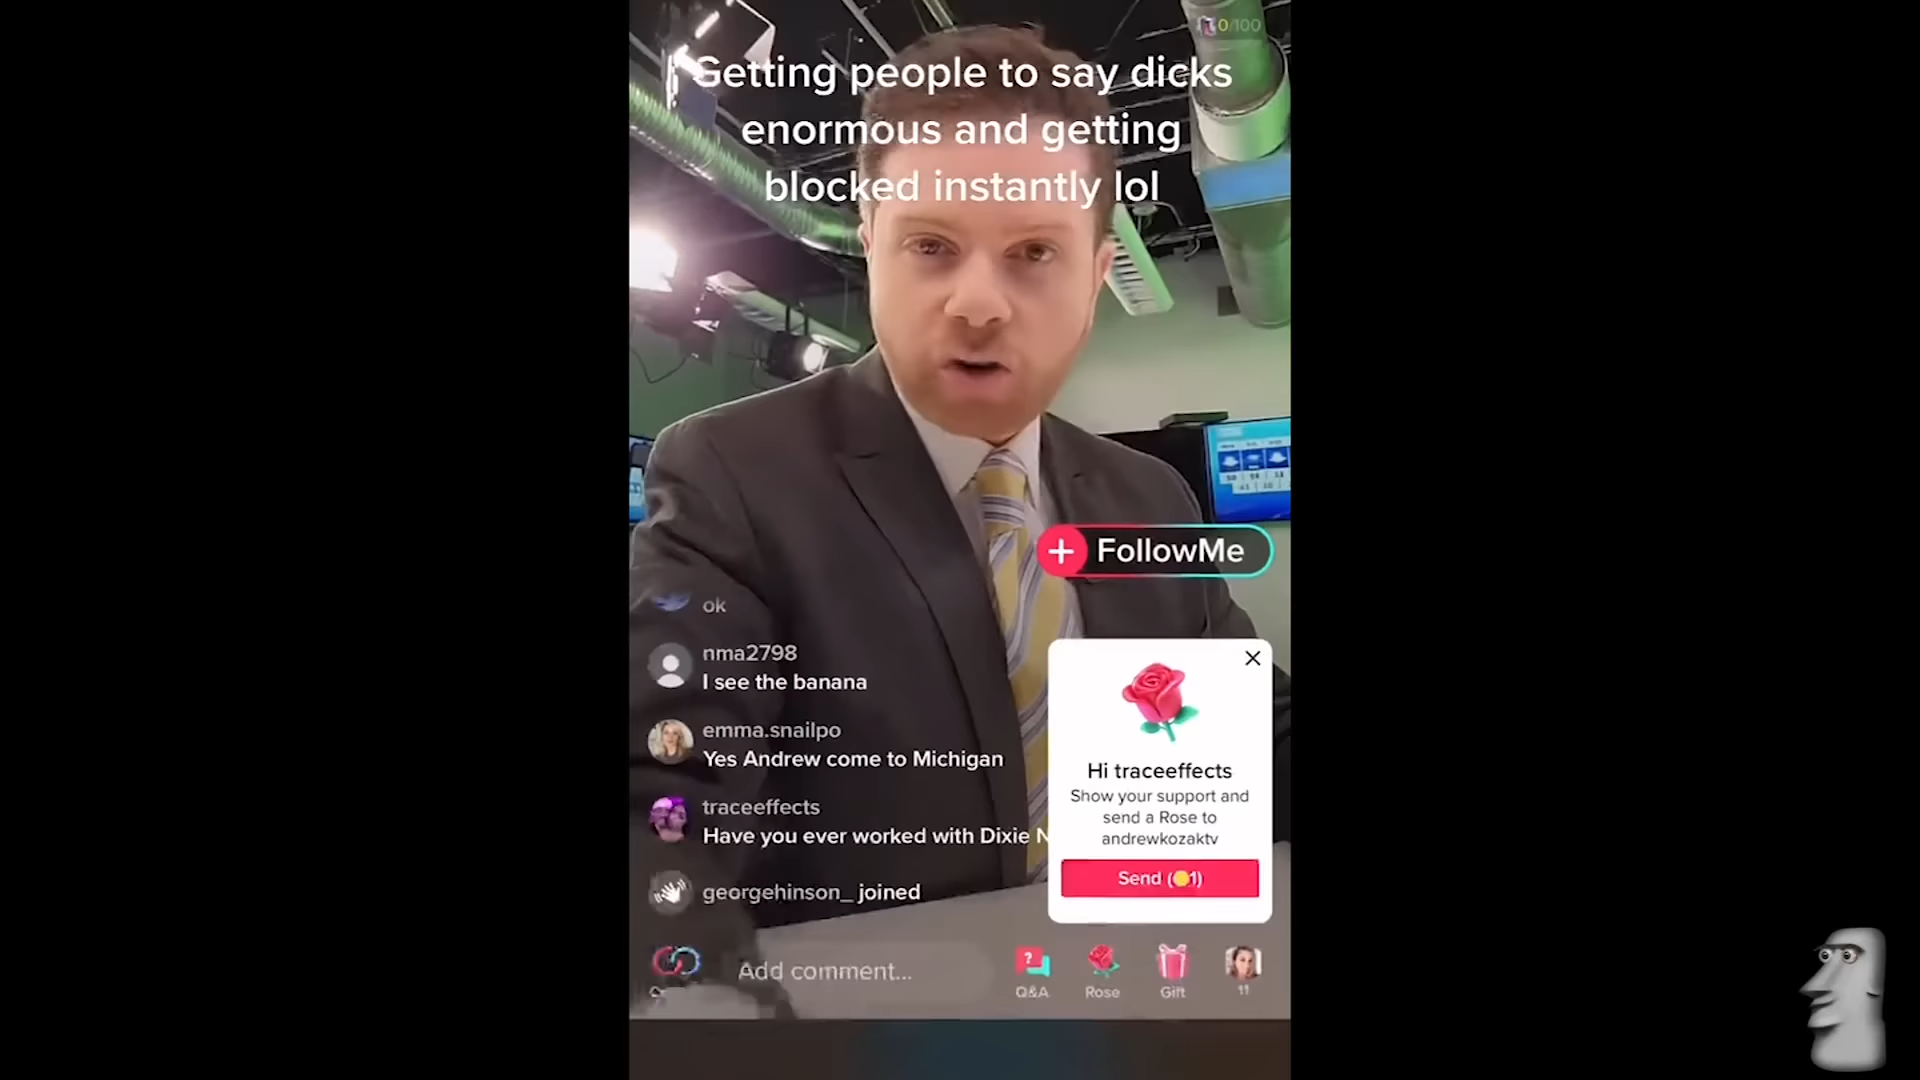 0/100
Getting people to say dicks
enormous and getting
blocked instantly lol
+ FollowMe
ok
nma2798
I see the banana
emma.snailpo
Yes Andrew come to Michigan
traceeffects
Have you ever worked with Dixie N
georgehinson_ joined
Hi traceeffects
Show your support and
send a Rose to
andrewkozaktv
Send (1)
Add comment...
Q&A Rose Gift 11